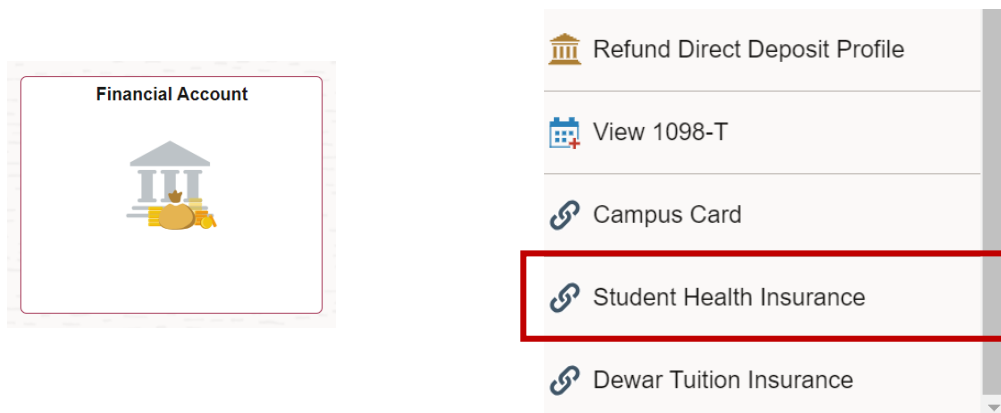 Financial Account
Refund Direct Deposit Profile
View 1098-T
Campus Card
Student Health Insurance
Dewar Tuition Insurance